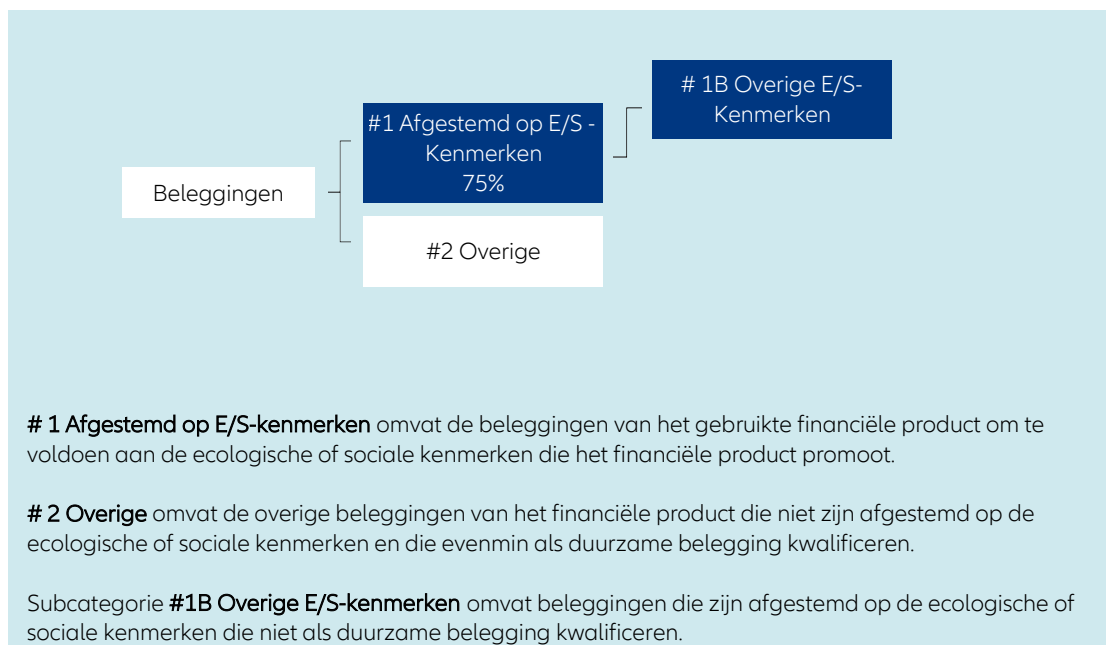 # 1B Overige E/S-
Kenmerken
#1 Afgestemd op E/S -
Kenmerken
75%
Beleggingen
#2 Overige
# 1 Afgestemd op E/S-kenmerken omvat de beleggingen van het gebruikte financiële product om te
voldoen aan de ecologische of sociale kenmerken die het financiële product promoot.
# 2 Overige omvat de overige beleggingen van het financiële product die niet zijn afgestemd op de
ecologische of sociale kenmerken en die evenmin als duurzame belegging kwalificeren.
Subcategorie #1B Overige E/S-kenmerken omvat beleggingen die zijn afgestemd op de ecologische of
sociale kenmerken die niet als duurzame belegging kwalificeren.